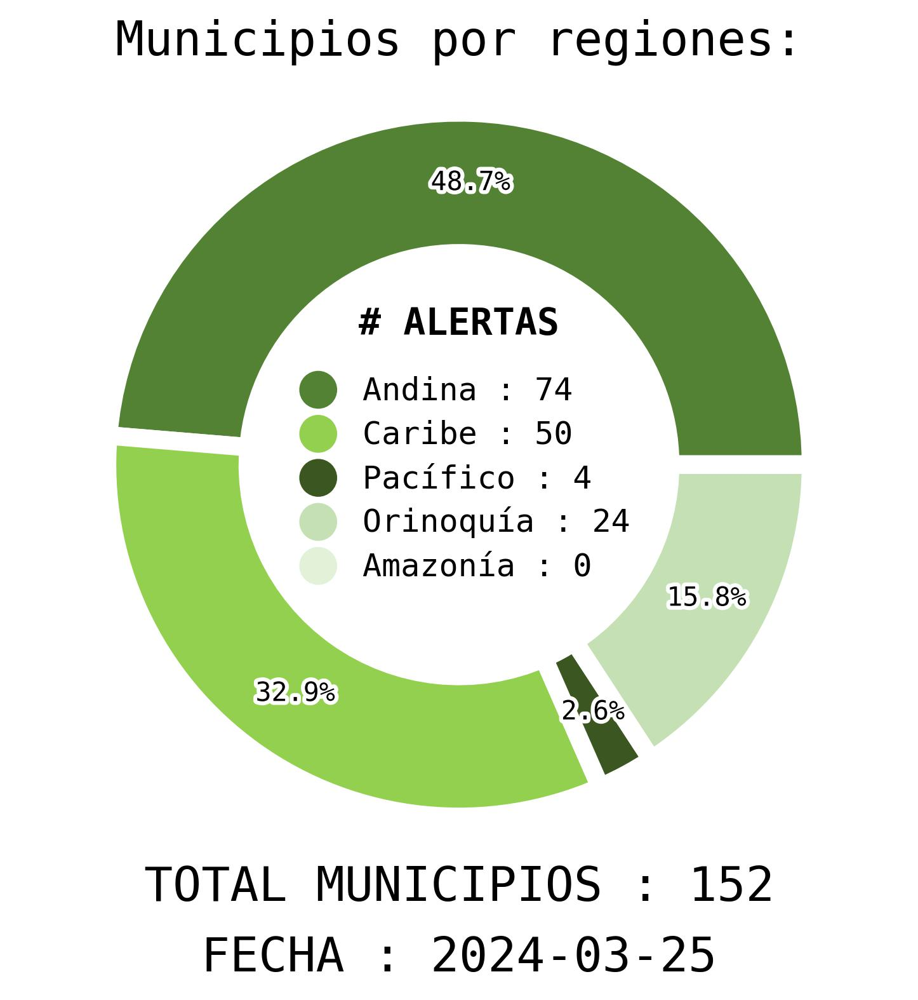 Municipios por regiones:
48.7%
# ALERTAS
Andina : 74
Caribe : 50
Pacífico : 4
Orinoquía : 24
Amazonía : 0
15.8%
32.9%
2.6%
TOTAL MUNICIPIOS : 152
FECHA : 2024-03-25